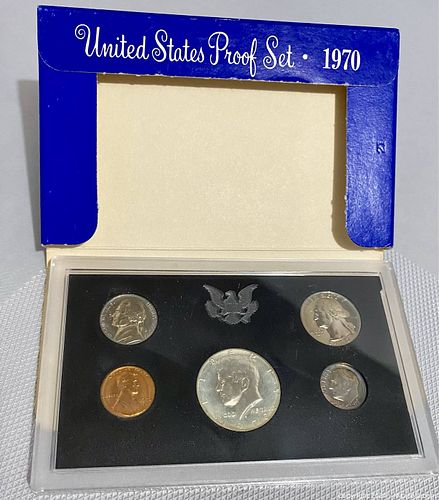 United States Proof Set · 1970